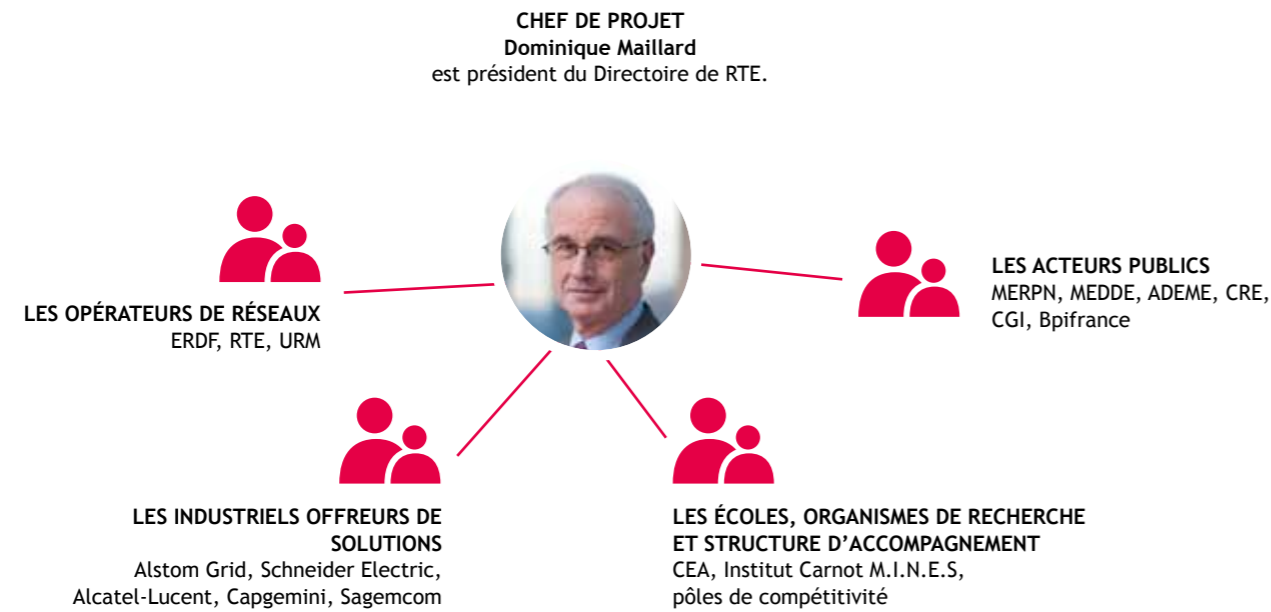 CHEF DE PROJET
Dominique Maillard
est président du Directoire de RTE.
LES OPÉRATEURS DE RÉSEAUX
ERDF, RTE, URM
LES ACTEURS PUBLICS
MERPN, MEDDE, ADEME, CRE,
CGI, Bpifrance
LES INDUSTRIELS OFFREURS DE
SOLUTIONS
Alstom Grid, Schneider Electric,
Alcatel-Lucent, Capgemini, Sagemcom
LES ÉCOLES, ORGANISMES DE RECHERCHE
ET STRUCTURE D’ACCOMPAGNEMENT
CEA, Institut Carnot M.I.N.E.S,
pôles de compétitivité